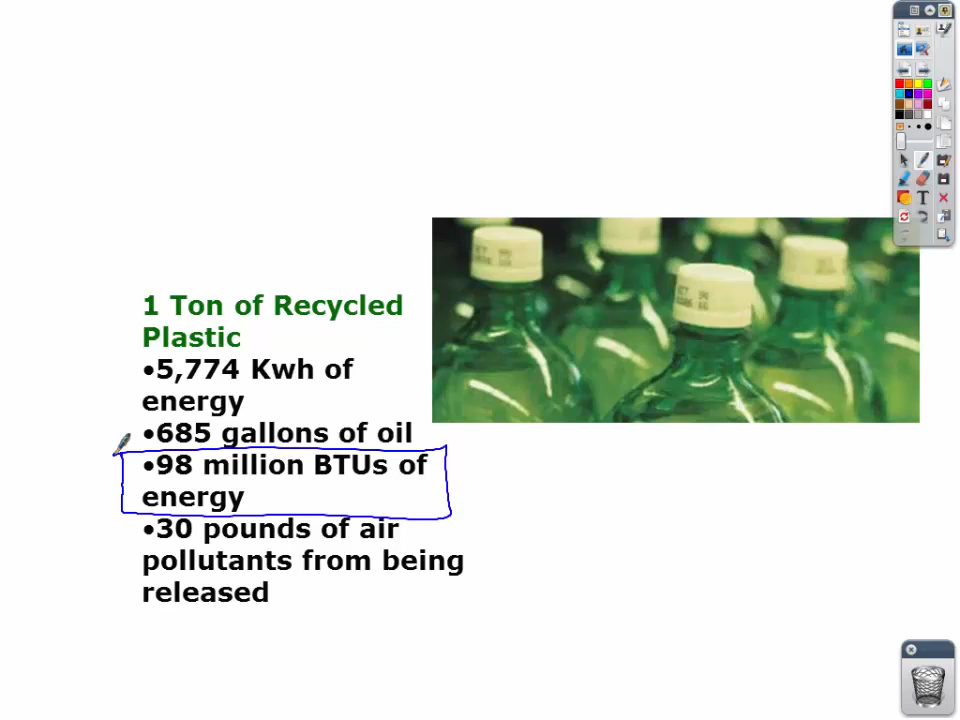 1 Ton of Recycled
Plastic
•5,774 Kwh of
energy
•685 gallons of oil
•98 million BTUs of
energy
•30 pounds of air
pollutants from being
released